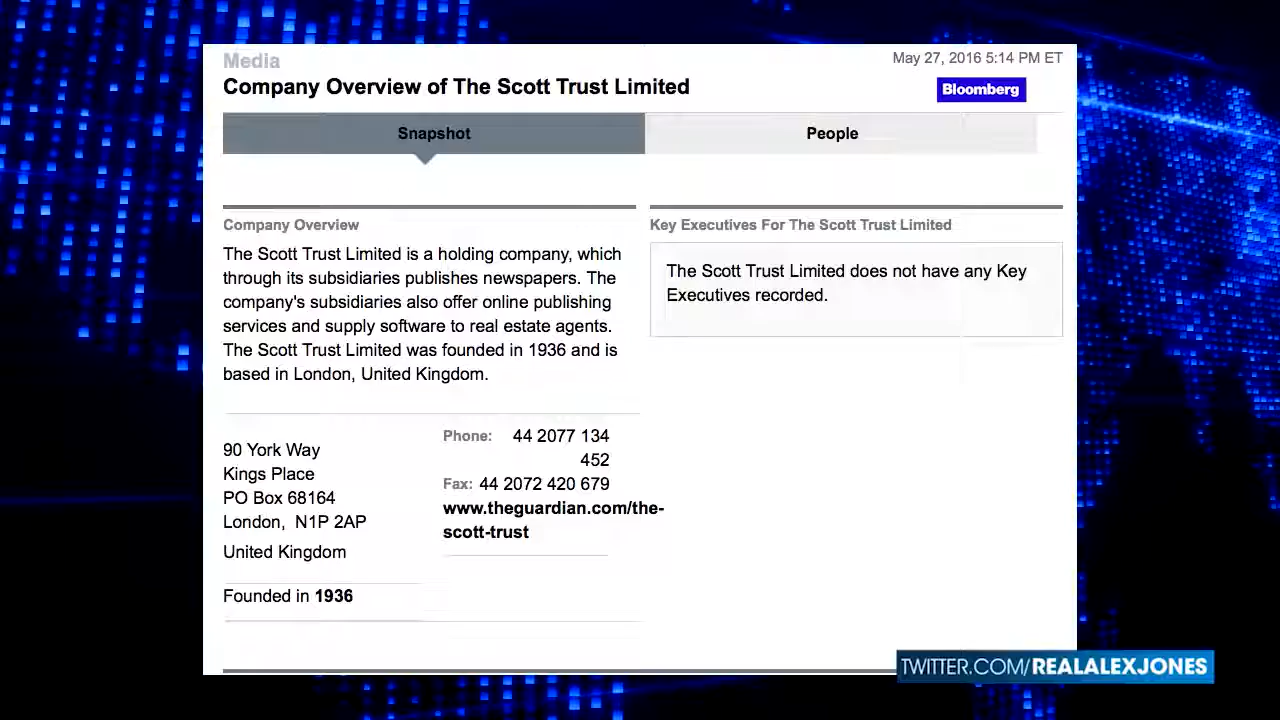 Media
May 27, 2016 5:14 PM ET
Company Overview of The Scott Trust Limited
Bloomberg
Snapshot
People
Company Overview
The Scott Trust Limited is a holding company, which
through its subsidiaries publishes newspapers. The
company's subsidiaries also offer online publishing
services and supply software to real estate agents.
The Scott Trust Limited was founded in 1936 and is
based in London, United Kingdom.
Key Executives For The Scott Trust Limited
The Scott Trust Limited does not have any Key
Executives recorded.
90 York Way
Kings Place
PO Box 68164
London, N1P 2AP
United Kingdom
Phone: 44 2077 134
452
Fax: 44 2072 420 679
www.theguardian.com/the-
scott-trust
Founded in 1936
TWITTER.COM/REALALEXJONES